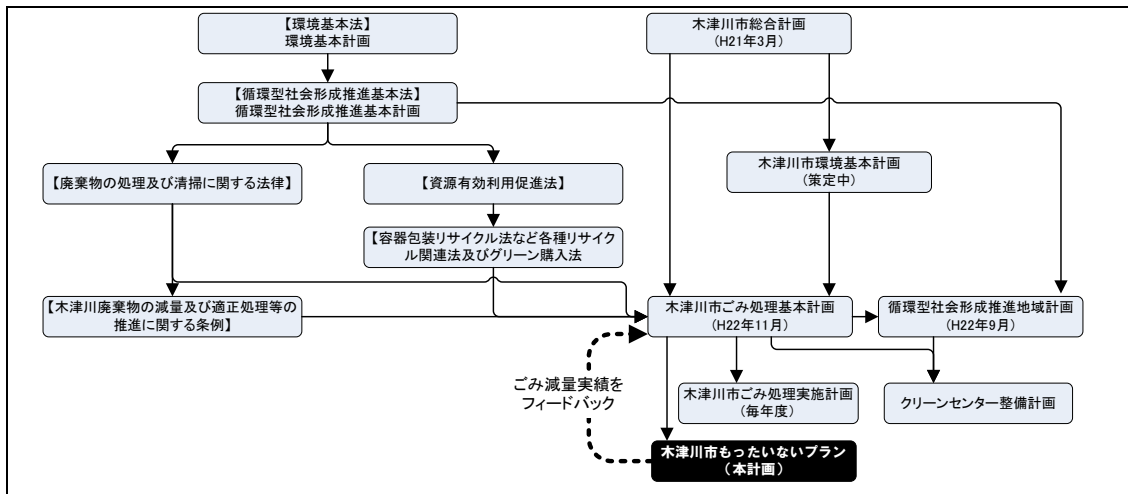 【環境基本法】
環境基本計画
木津川市総合計画
(H21年3月)
【循環型社会形成推進基本法】
循環型社会形成推進基本計画
【廃棄物の処理及び清掃に関する法律】
【資源有効利用促進法】
木津川市環境基本計画
(策定中)
【容器包装リサイクル法など各種リサイク
ル関連法及びグリーン購入法
【木津川廃棄物の減量及び適正処理等の
推進に関する条例】
木津川市ごみ処理基本計画
(H22年11月)
循環型社会形成推進地域計画
(H22年9月)
ごみ減量実績を
フィードバック
木津川市ごみ処理実施計画
(毎年度)
クリーンセンター整備計画
木津川市もったいないプラン
(本計画)